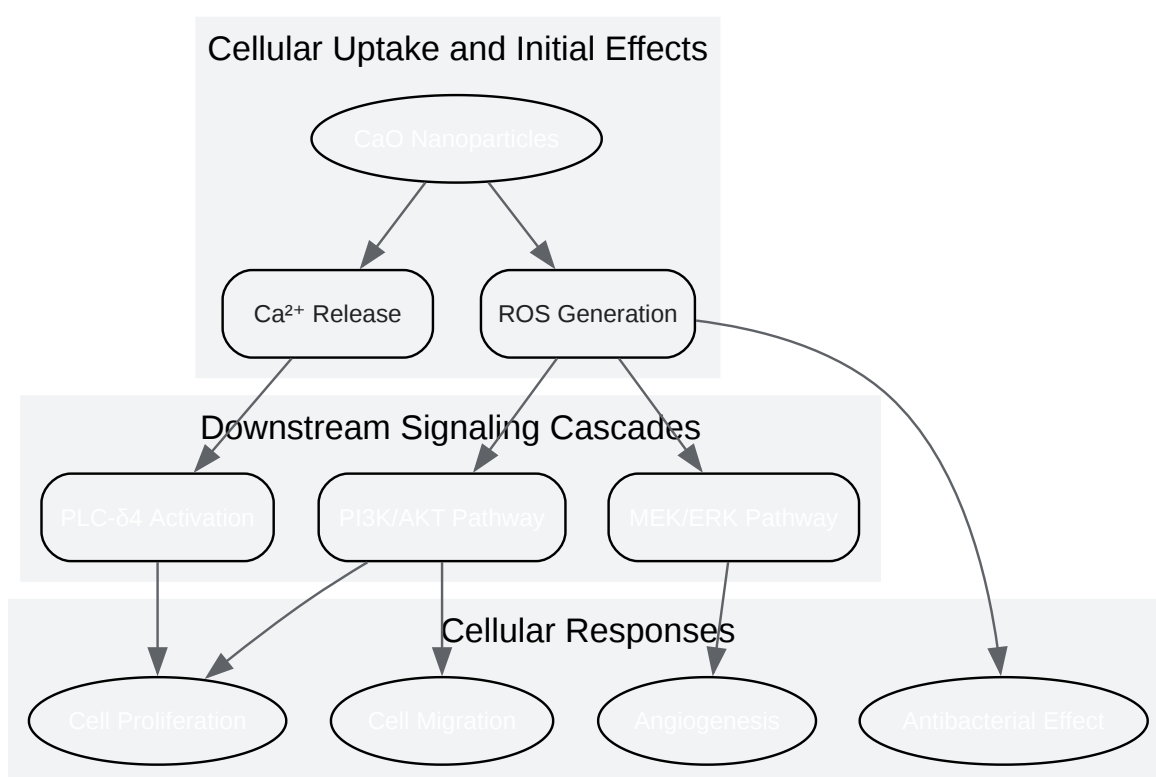 Cellular Uptake and Initial Effects
CaO Nanoparticles
Ca²⁺ Release
ROS Generation
Downstream Signaling Cascades
PLC-δ4 Activation
PI3K/AKT Pathway
MEK/ERK Pathway
Cellular Responses
Cell Proliferation
Cell Migration
Angiogenesis
Antibacterial Effect